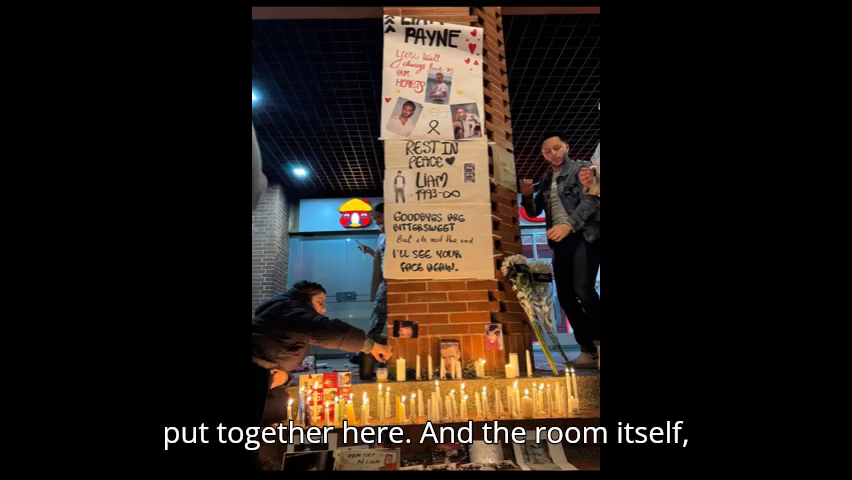 LIAM
PAYNE
You Will
always live in
our
HEARTS
REST IN
PEACE
LIAM
1993-∞
GOODBYES ARE
BITTERSWEET
But it's not the end
I'LL SEE YOUR
FACE AGAIN.
put together here. And the room itself,